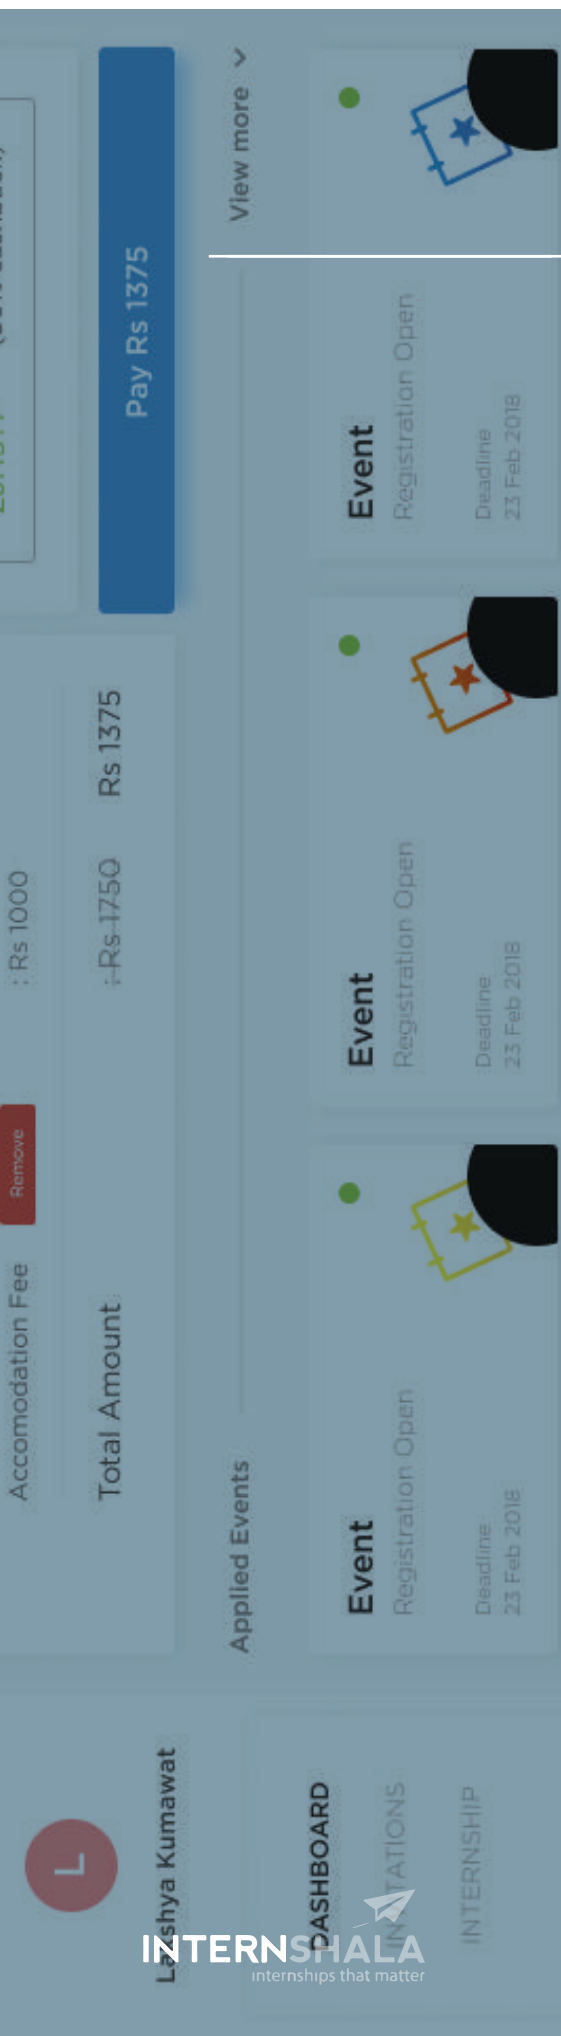 Accomodation Fee
Remove
: Rs 1000
Total Amount
: Rs 1750
Rs 1375
Pay Rs 1375
Applied Events
View more
Event
Registration Open
Deadline
23 Feb 2018
Event
Registration Open
Deadline
23 Feb 2018
Event
Registration Open
Deadline
23 Feb 2018
L
Lakshya Kumawat
DASHBOARD
INVITATIONS
INTERNSHIP
INTERNSHALA
internships that matter